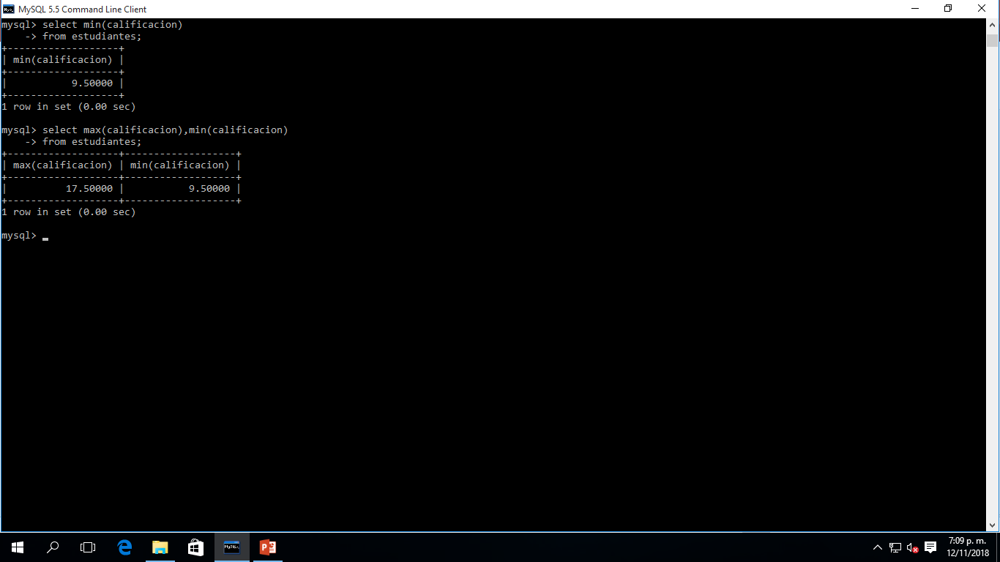 MySQL 5.5 Command Line Client
mysql> select min(calificacion)
    -> from estudiantes;
+-------------------+
| min(calificacion) |
+-------------------+
|           9.50000 |
+-------------------+
1 row in set (0.00 sec)

mysql> select max(calificacion),min(calificacion)
    -> from estudiantes;
+-------------------+-------------------+
| max(calificacion) | min(calificacion) |
+-------------------+-------------------+
|          17.50000 |           9.50000 |
+-------------------+-------------------+
1 row in set (0.00 sec)

mysql>
7:09 p. m.
12/11/2018